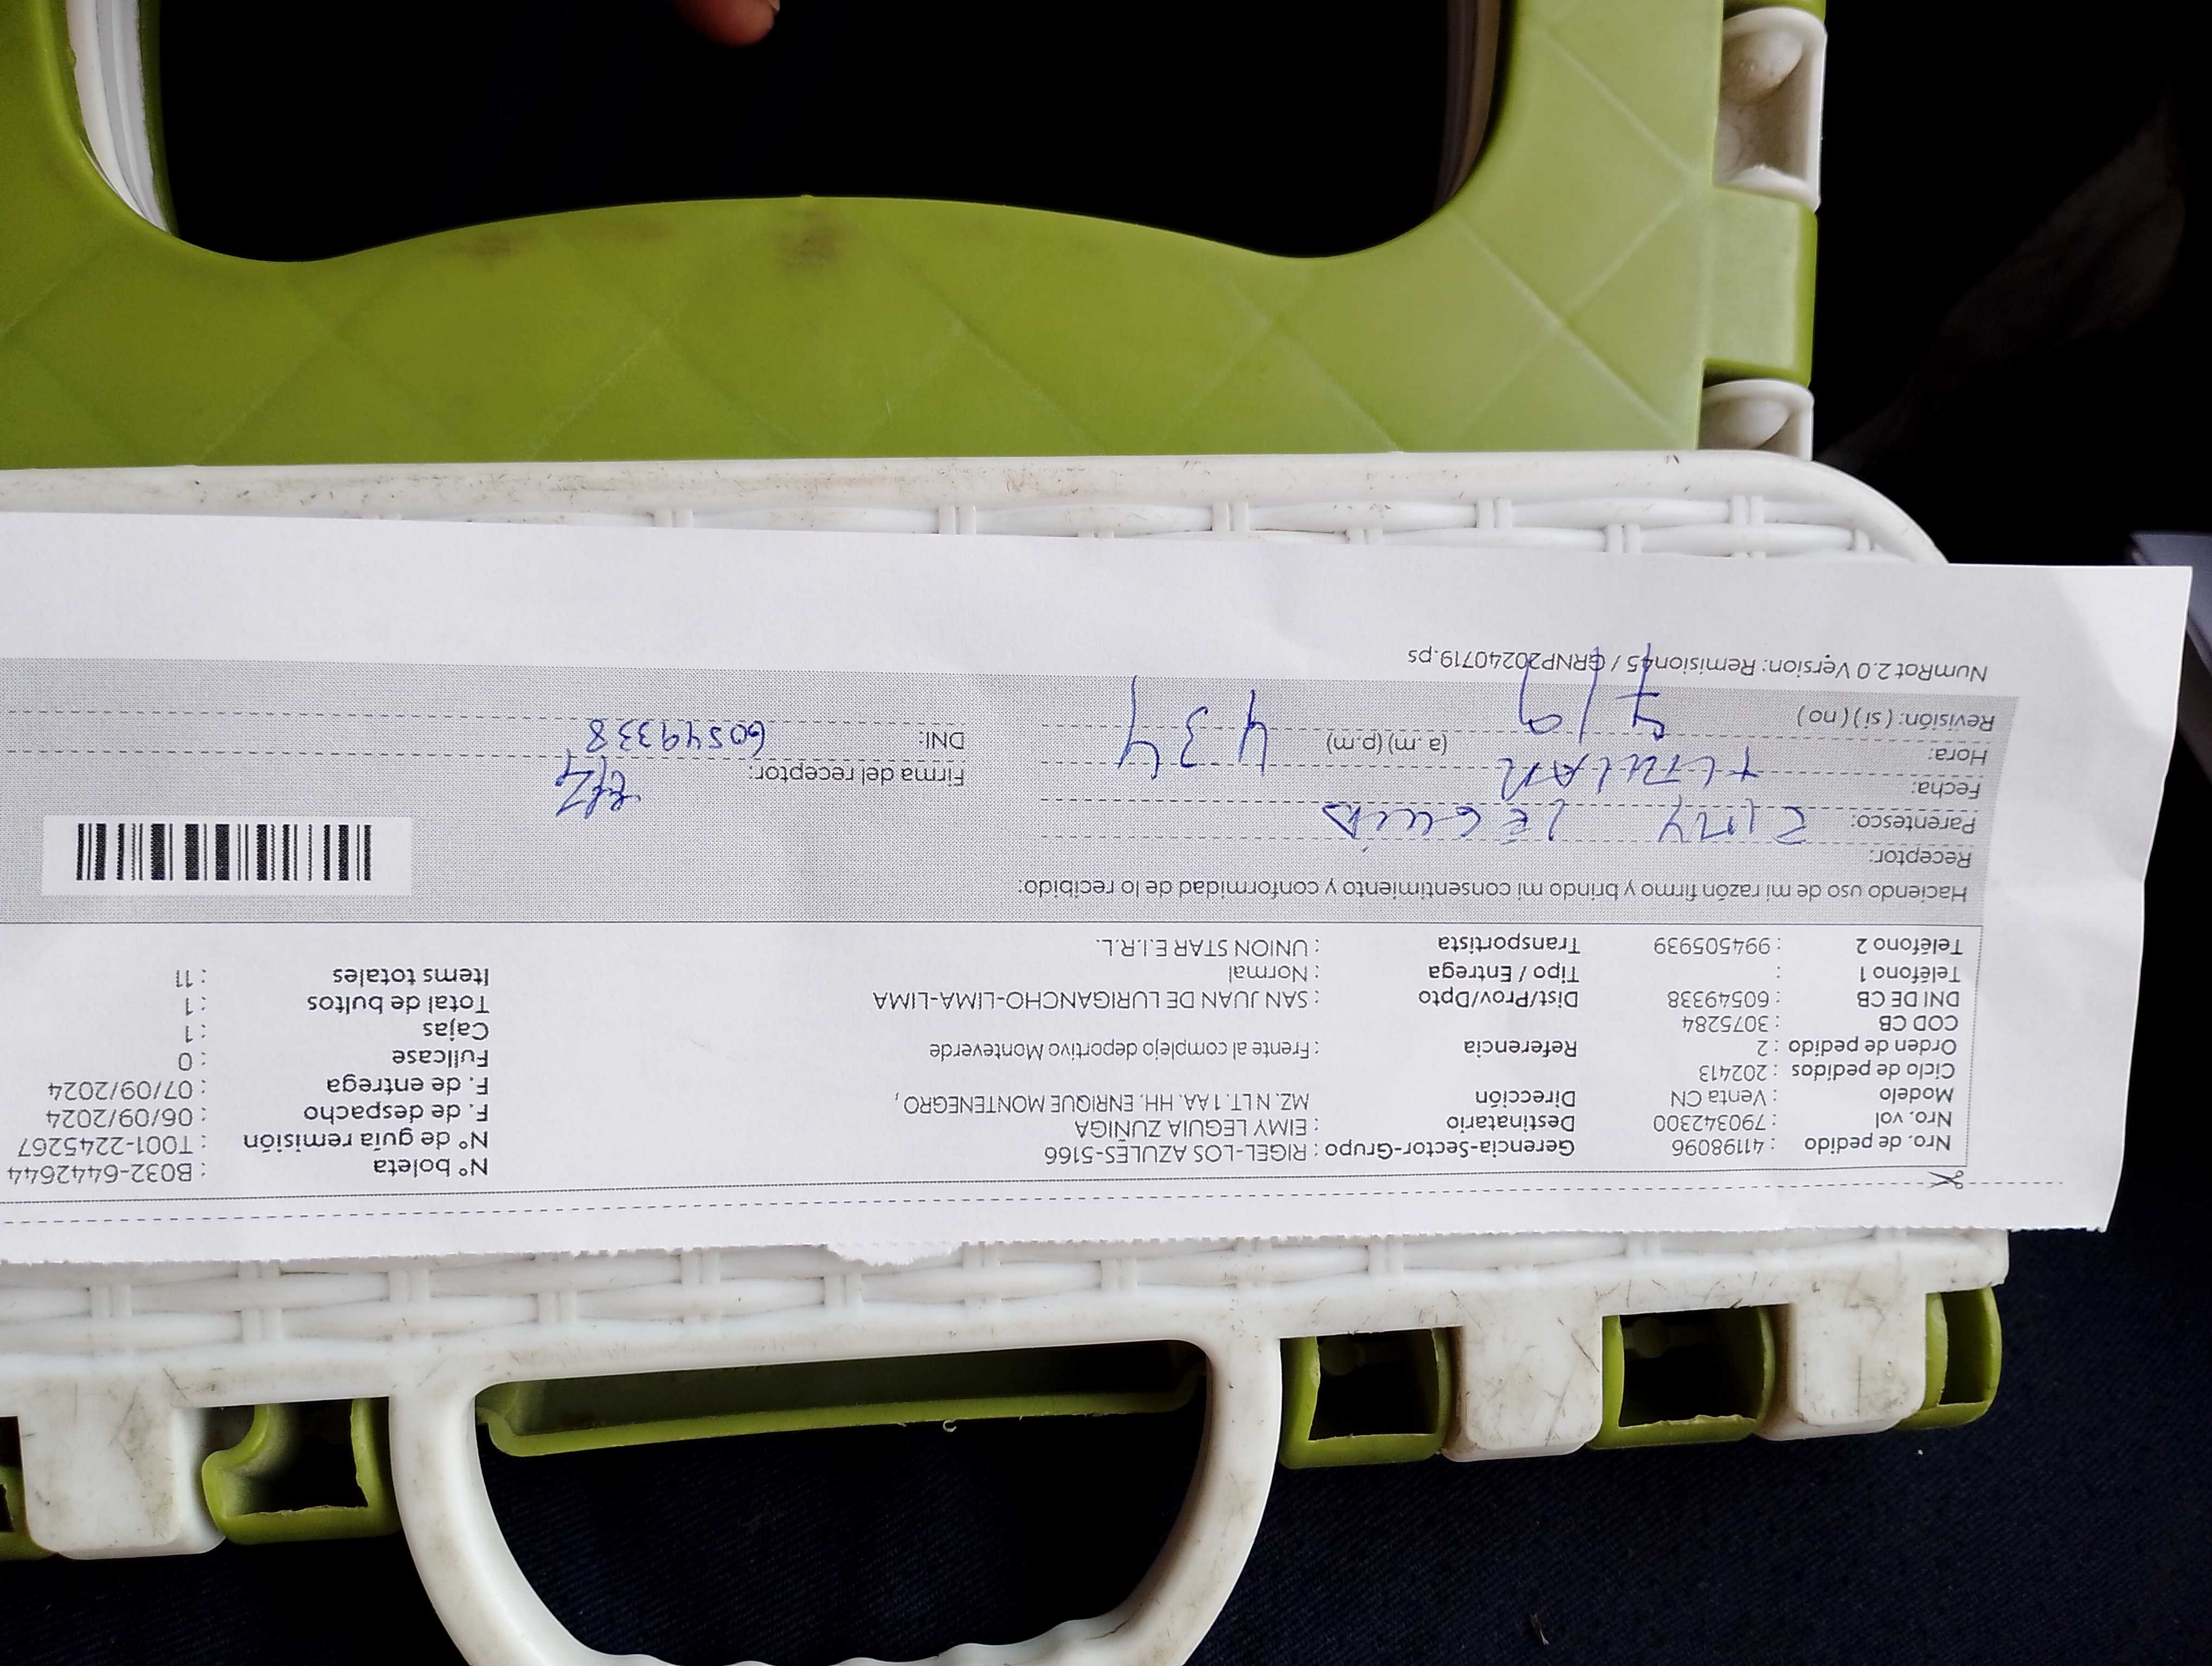 Nro. de pedido : 41198096 Gerencia-Sector-Grupo : RIGEL-LOS AZULES-5166 N° boleta : B032-6442644
Nro. vol : 790342300 Destinatario : EIMY LEGUIA ZUÑIGA N° de guía remisión : T001-2245267
Modelo : Venta CN Dirección MZ. N LT. 1 AA. HH. ENRIQUE MONTENEGRO, F. de despacho : 06/09/2024
Ciclo de pedidos : 202413 F. de entrega : 07/09/2024
Orden de pedido : 2 Referencia : Frente al complejo deportivo Monteverde Fullcase : 0
COD CB : 3075284 Cajas : 1
DNI DE CB : 60549338 Dist/Prov/Dpto : SAN JUAN DE LURIGANCHO-LIMA-LIMA Total de bultos : 1
Teléfono 1 : Tipo / Entrega : Normal Items totales : 11
Teléfono 2 : 994505939 Transportista : UNION STAR E.I.R.L.
Haciendo uso de mi razón firmo y brindo mi consentimiento y conformidad de lo recibido:
Receptor: EIMY LEGUIA
Parentesco: TITULAR
Fecha: 7/9 Firma del receptor:
Hora: 434 (a.m) (p.m) DNI: 60549338
Revisión: ( si ) ( no )
NumRot 2.0 Version: Remision45 / GRNP20240719.ps